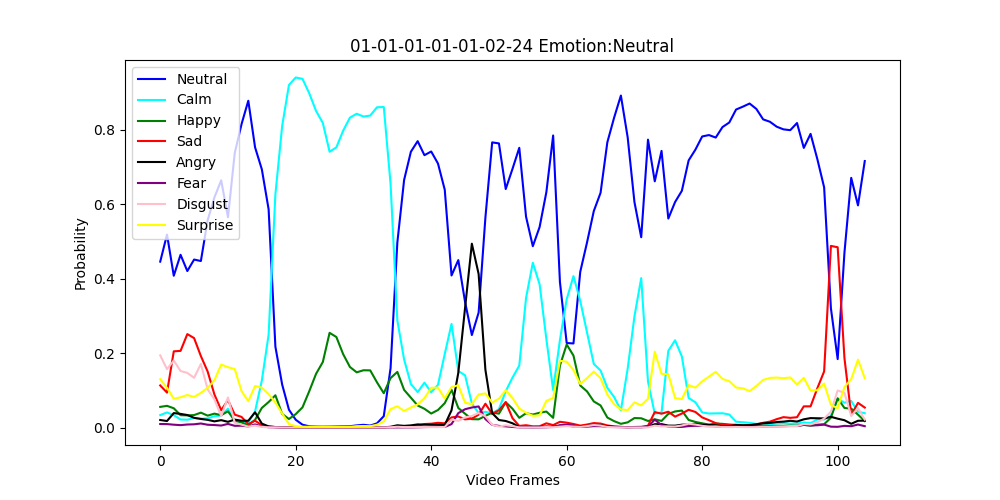 01-01-01-01-01-02-24 Emotion:Neutral
Neutral
Calm
Happy
Sad
Angry
Fear
Disgust
Surprise
Probability
0.8
0.6
0.4
0.2
0.0
0 20 40 60 80 100
Video Frames